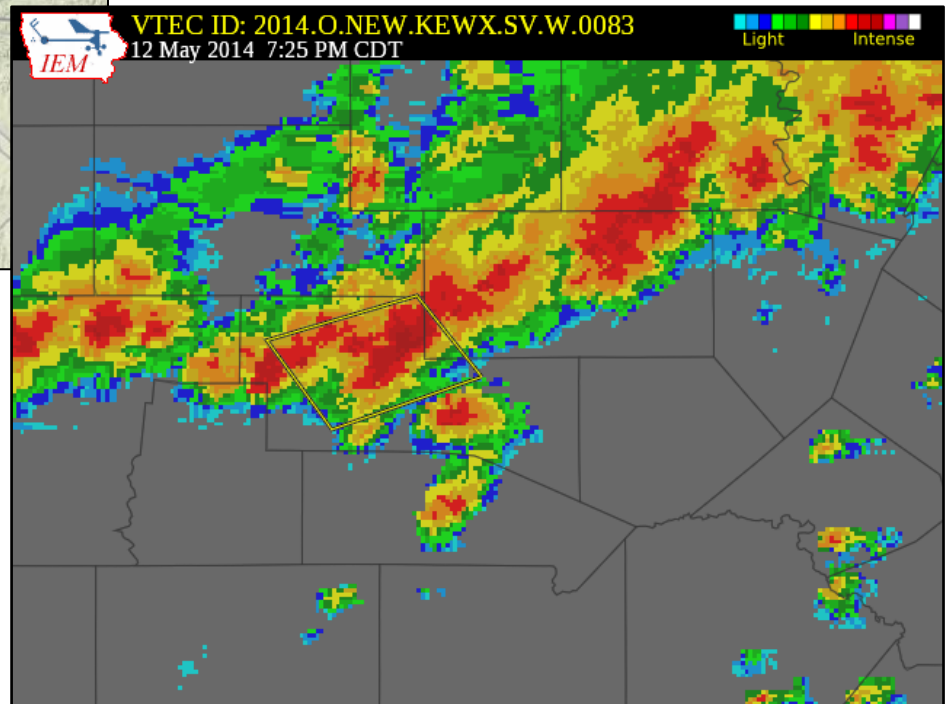 IEM
VTEC ID: 2014.O.NEW.KEWX.SV.W.0083
12 May 2014 7:25 PM CDT
Light
Intense